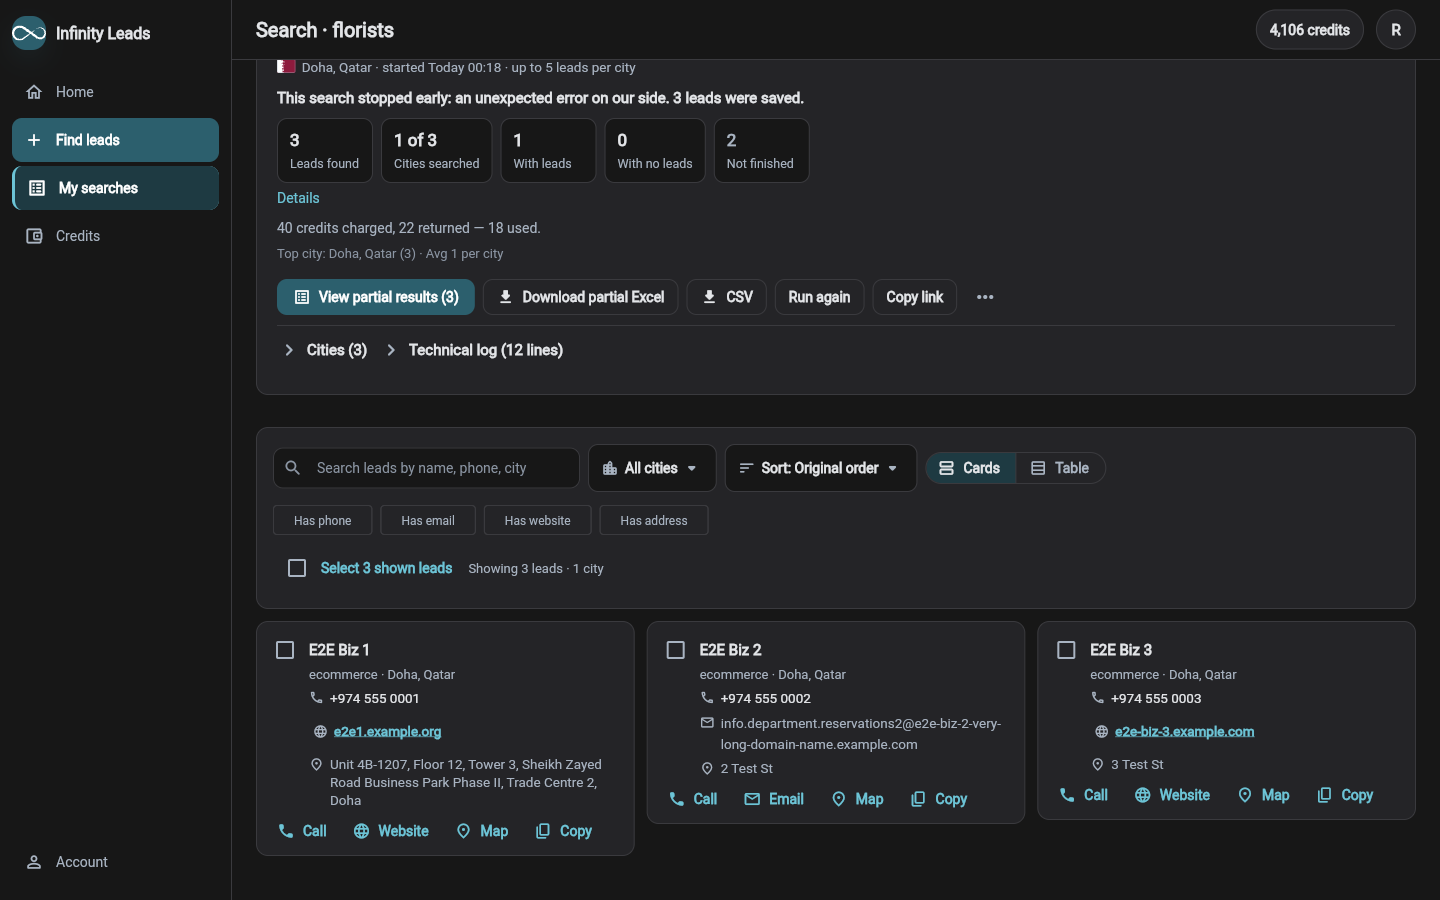 Infinity Leads
Search · florists
4,106 credits
R
Home
Find leads
My searches
Credits
Account
Doha, Qatar · started Today 00:18 · up to 5 leads per city
This search stopped early: an unexpected error on our side. 3 leads were saved.
3
Leads found
1 of 3
Cities searched
1
With leads
0
With no leads
2
Not finished
Details
40 credits charged, 22 returned — 18 used.
Top city: Doha, Qatar (3) · Avg 1 per city
View partial results (3)
Download partial Excel
CSV
Run again
Copy link
Cities (3)
Technical log (12 lines)
Search leads by name, phone, city
All cities
Sort: Original order
Cards
Table
Has phone
Has email
Has website
Has address
Select 3 shown leads
Showing 3 leads · 1 city
E2E Biz 1
ecommerce · Doha, Qatar
+974 555 0001
e2e1.example.org
Unit 4B-1207, Floor 12, Tower 3, Sheikh Zayed
Road Business Park Phase II, Trade Centre 2,
Doha
Call
Website
Map
Copy
E2E Biz 2
ecommerce · Doha, Qatar
+974 555 0002
info.department.reservations2@e2e-biz-2-very-
long-domain-name.example.com
2 Test St
Call
Email
Map
Copy
E2E Biz 3
ecommerce · Doha, Qatar
+974 555 0003
e2e-biz-3.example.com
3 Test St
Call
Website
Map
Copy